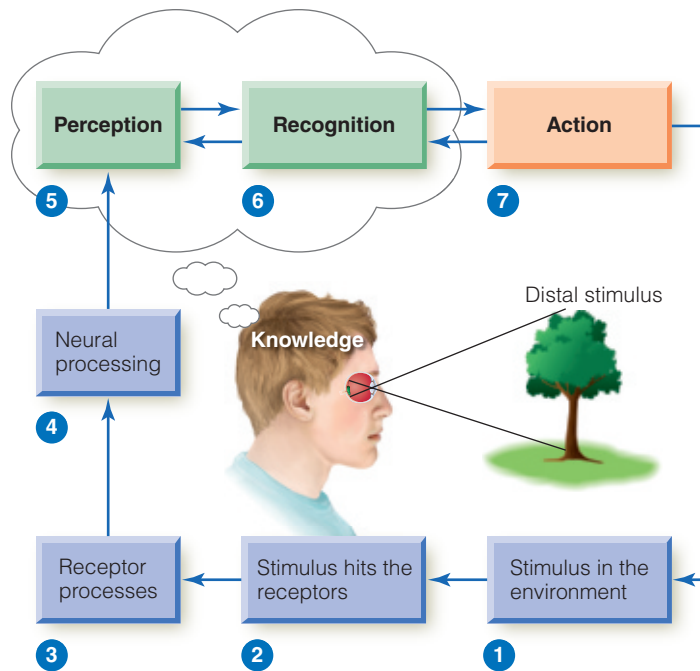 Perception
Recognition
Action
5
6
7
Distal stimulus
Neural
processing
Knowledge
4
Receptor
processes
Stimulus hits the
receptors
Stimulus in the
environment
3
2
1